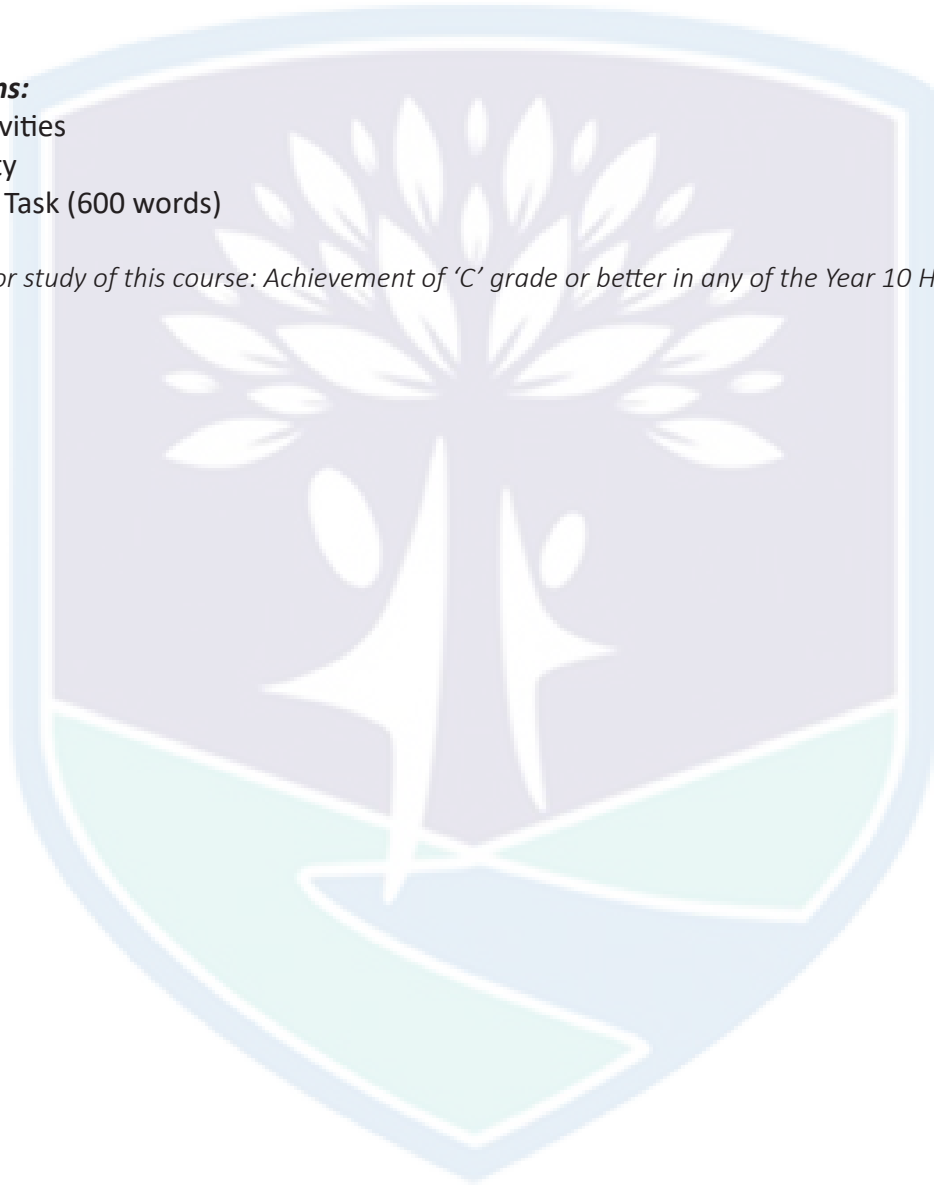 ns:
vities
ty
Task (600 words)
or study of this course: Achievement of ‘C’ grade or better in any of the Year 10 H